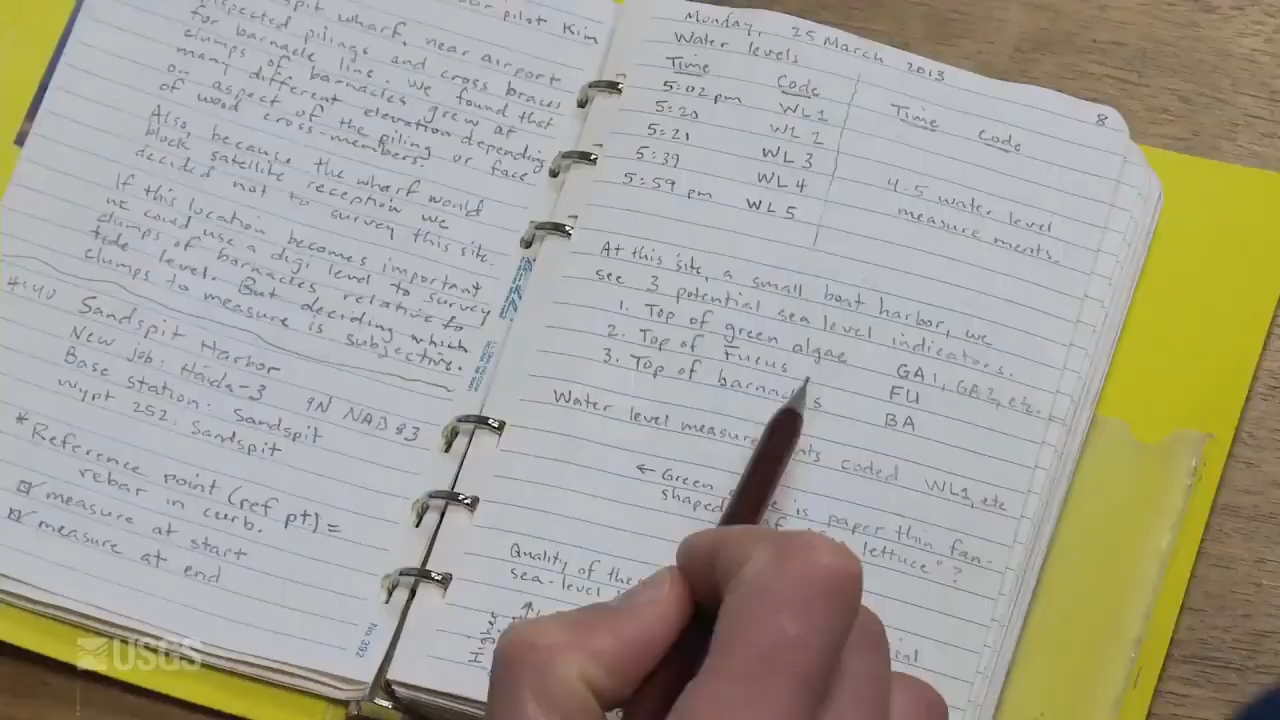 our pilot Kim
spit wharf, near airport
inspected pilings and cross braces
for barnacle line. We found that
clumps of barnacles grew at
many different elevation depending
on aspect of the piling or face
of wood cross-members.
Also, because the wharf would
block satellite reception we
decided not to survey this site.
If this location becomes important
we could use a digi level to survey
clumps of barnacles relative to
tide level. But deciding which
clumps to measure is subjective.
Sandspit Harbor
New job: Haida-3 9N NAD83
Base station: Sandspit
Wypt 252: Sandspit
*Reference point (ref pt) =
rebar in curb.
measure at start
measure at end
No. 392
USGS
Monday, 25 March 2013
8
Water levels
Time Code Time Code
5:02 pm WL1
5:20 WL2
5:21 WL3
5:39 WL4
5:59 pm WL5
4-5 water level
measurements.
At this site, a small boat harbor, we
see 3 potential sea level indicators.
1. Top of green algae GA1, GA2, etc.
2. Top of Fucus FU
3. Top of barnacles BA
Water level measurements coded WL1, etc
← Green is paper thin fan-
shaped lettuce"?
Quality of the
sea-level
Higher